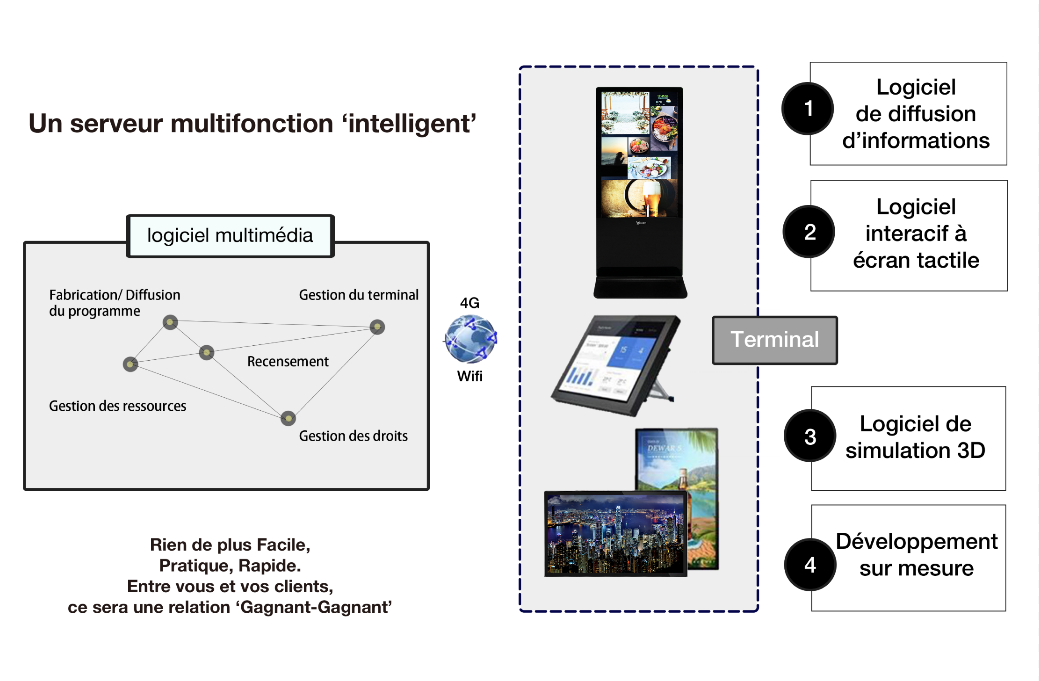 Un serveur multifonction ‘intelligent’
logiciel multimédia
Fabrication/ Diffusion
du programme
Gestion du terminal
Recensement
Gestion des ressources
Gestion des droits
4G
Wifi
Rien de plus Facile,
Pratique, Rapide.
Entre vous et vos clients,
ce sera une relation ‘Gagnant-Gagnant’
DEWAR'S
Terminal
1
Logiciel
de diffusion
d’informations
2
Logiciel
interacif à
écran tactile
3
Logiciel de
simulation 3D
4
Développement
sur mesure